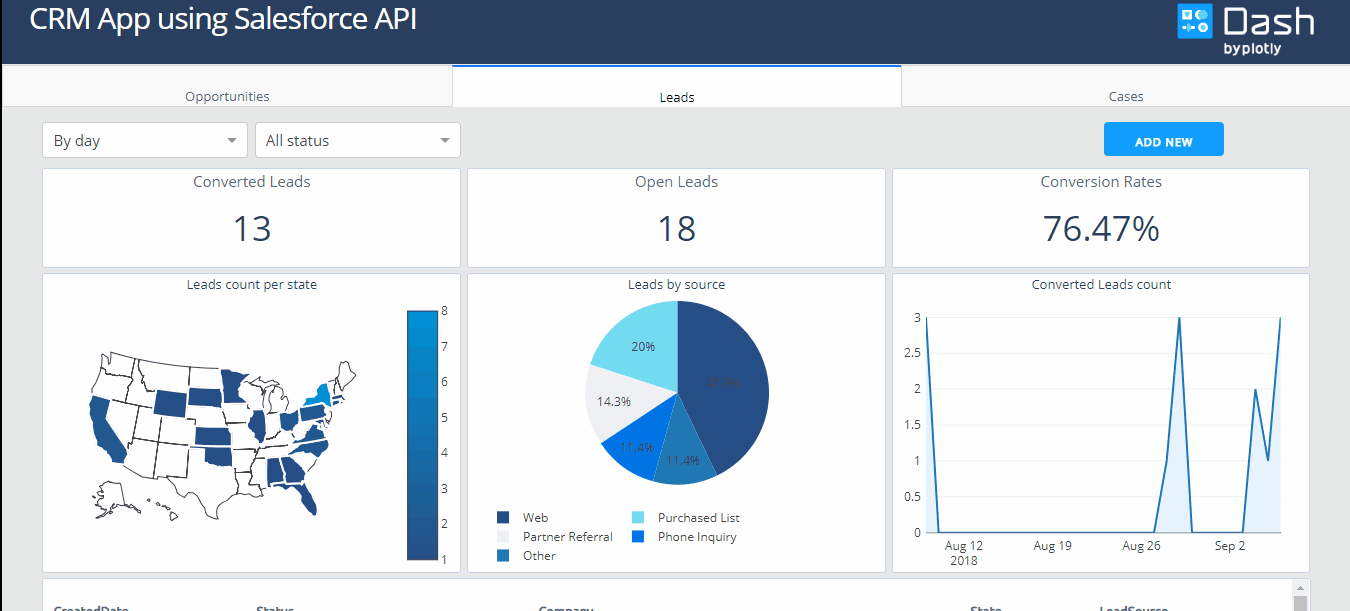 CRM App using Salesforce API
Dash
by plotly
Opportunities
Leads
Cases
By day
All status
ADD NEW
Converted Leads
13
Open Leads
18
Conversion Rates
76.47%
Leads count per state
8
7
6
5
4
3
2
1
Leads by source
20%
14.3%
11.4%
11.4%
Web
Purchased List
Partner Referral
Phone Inquiry
Other
Converted Leads count
3
2.5
2
1.5
1
0.5
0
Aug 12
2018
Aug 19
Aug 26
Sep 2
CreatedDate Status Company State LeadSource